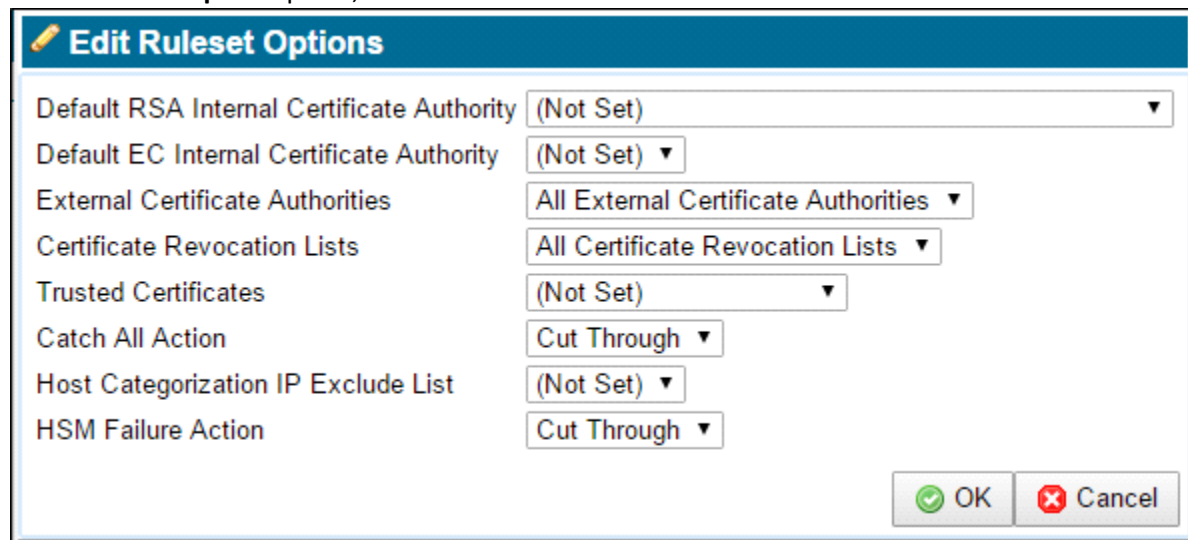 Edit Ruleset Options
Default RSA Internal Certificate Authority (Not Set)
Default EC Internal Certificate Authority (Not Set)
External Certificate Authorities All External Certificate Authorities
Certificate Revocation Lists All Certificate Revocation Lists
Trusted Certificates (Not Set)
Catch All Action Cut Through
Host Categorization IP Exclude List (Not Set)
HSM Failure Action Cut Through
OK Cancel